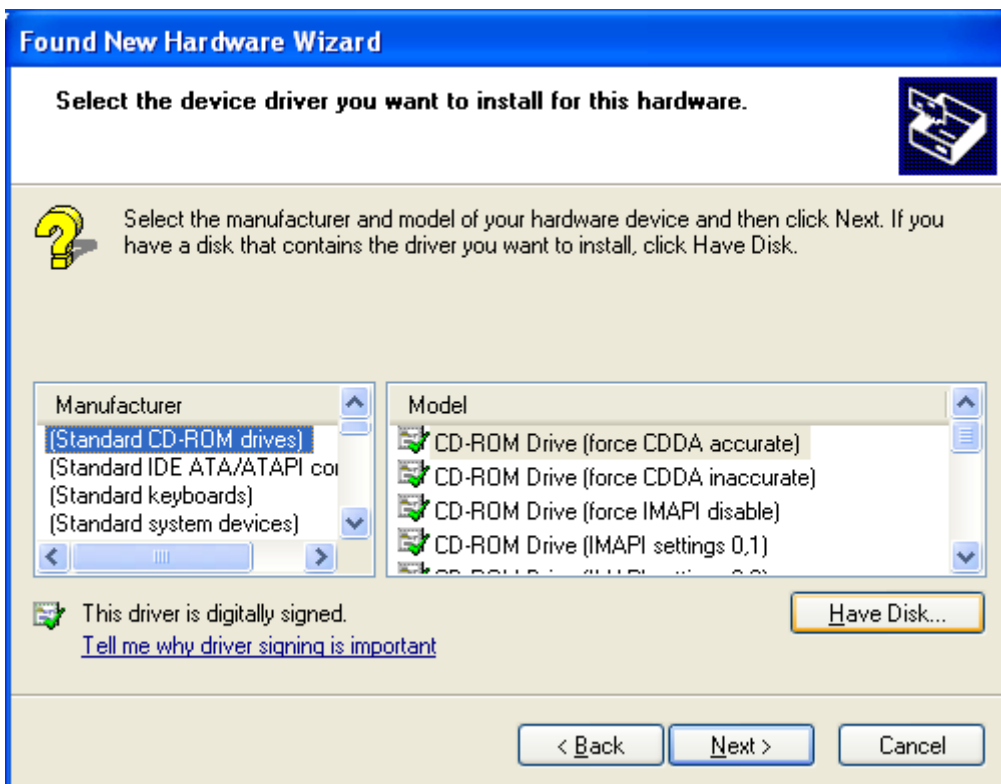 Found New Hardware Wizard
Select the device driver you want to install for this hardware.
Select the manufacturer and model of your hardware device and then click Next. If you
have a disk that contains the driver you want to install, click Have Disk.
Manufacturer
(Standard CD-ROM drives)
(Standard IDE ATA/ATAPI co
(Standard keyboards)
(Standard system devices)
Model
CD-ROM Drive (force CDDA accurate)
CD-ROM Drive (force CDDA inaccurate)
CD-ROM Drive (force IMAPI disable)
CD-ROM Drive (IMAPI settings 0,1)
This driver is digitally signed.
Tell me why driver signing is important
Have Disk...
< Back
Next >
Cancel